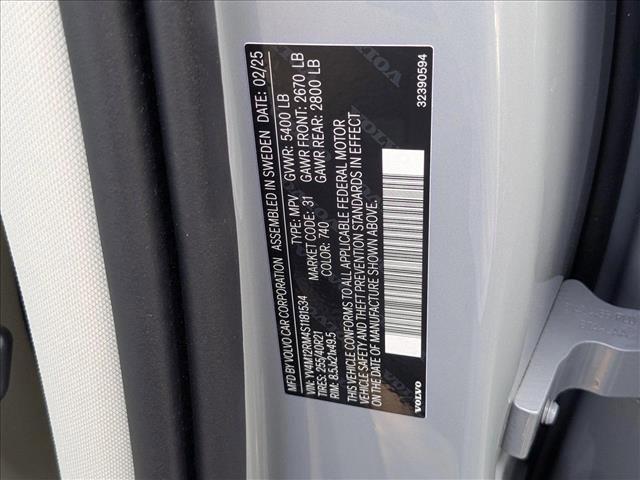 MFD BY VOLVO CAR CORPORATION ASSEMBLED IN SWEDEN DATE: 02/25
VIN: YV4M12RM4S1181534 TYPE: MPV GVWR: 5400 LB
TIRES: 255/40R21 MARKET CODE: 31 GAWR FRONT: 2670 LB
RIM: 8.5Jx21x49.5 COLOR: 740 GAWR REAR: 2800 LB
THIS VEHICLE CONFORMS TO ALL APPLICABLE FEDERAL MOTOR
VEHICLE SAFETY AND THEFT PREVENTION STANDARDS IN EFFECT
ON THE DATE OF MANUFACTURE SHOWN ABOVE.
VOLVO 32390594